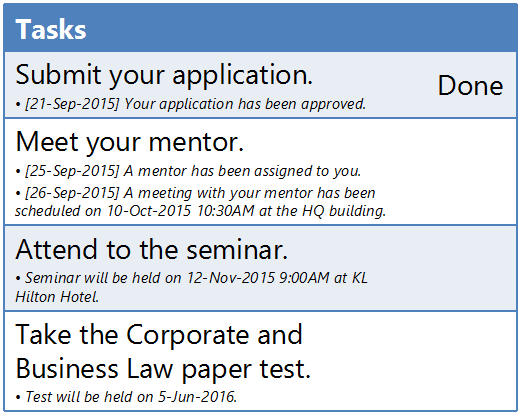 Tasks
Submit your application.
Done
• [21-Sep-2015] Your application has been approved.
Meet your mentor.
• [25-Sep-2015] A mentor has been assigned to you.
• [26-Sep-2015] A meeting with your mentor has been
scheduled on 10-Oct-2015 10:30AM at the HQ building.
Attend to the seminar.
• Seminar will be held on 12-Nov-2015 9:00AM at KL
Hilton Hotel.
Take the Corporate and
Business Law paper test.
• Test will be held on 5-Jun-2016.